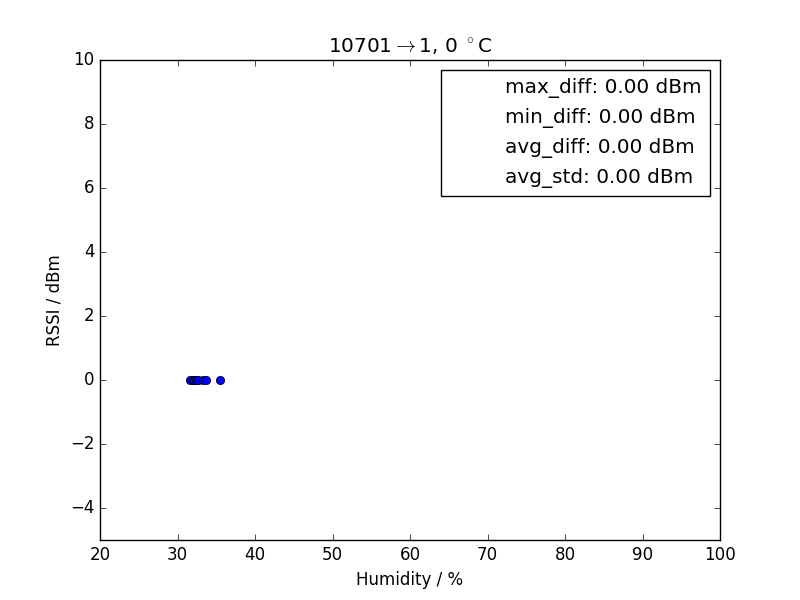 10701→1, 0 °C
max_diff: 0.00 dBm
min_diff: 0.00 dBm
avg_diff: 0.00 dBm
avg_std: 0.00 dBm
10
8
6
4
2
0
−2
−4
RSSI / dBm
20 30 40 50 60 70 80 90 100
Humidity / %